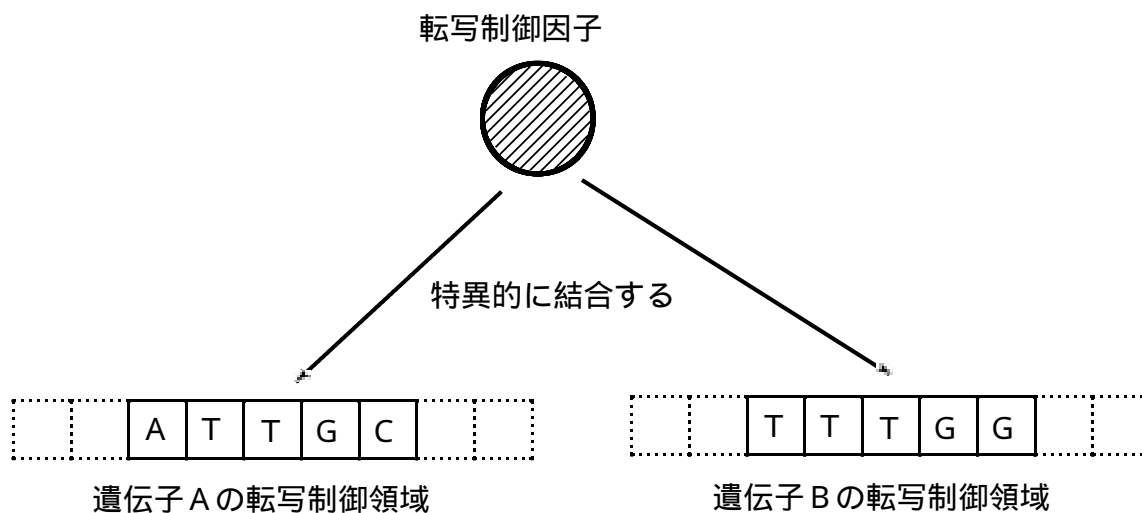 転写制御因子
特異的に結合する
A T T G C
T T T G G
遺伝子Aの転写制御領域
遺伝子Bの転写制御領域